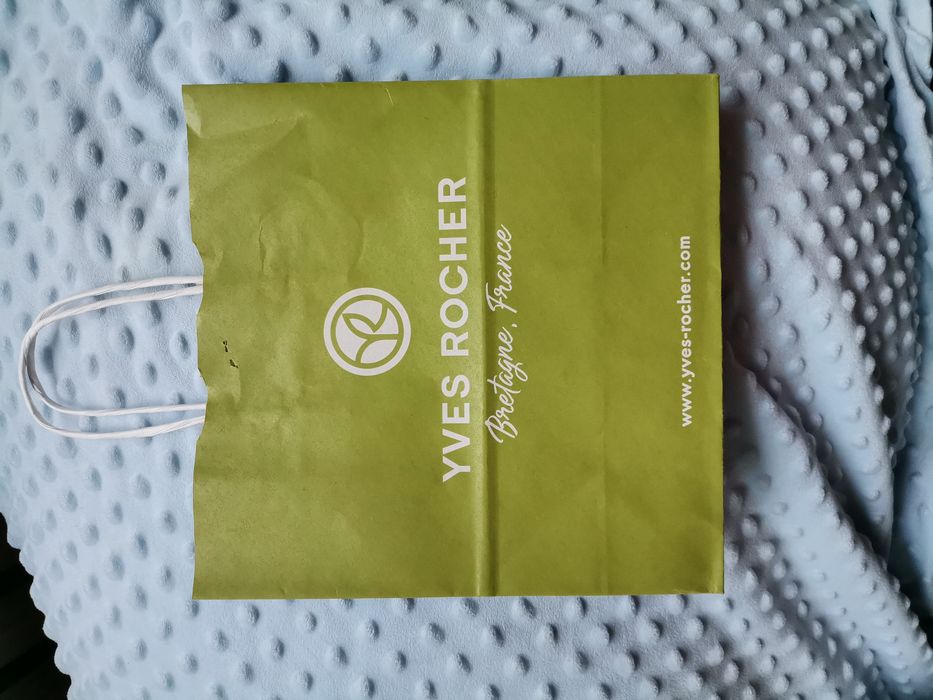 YVES ROCHER
Bretagne, France
www.yves-rocher.com